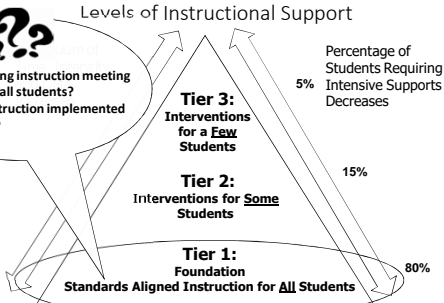 Levels of Instructional Support
???
ng instruction meeting
all students?
truction implemented
Percentage of
Students Requiring
5% Intensive Supports
Decreases
Tier 3:
Interventions
for a Few
Students
15%
Tier 2:
Interventions for Some
Students
80%
Tier 1:
Foundation
Standards Aligned Instruction for All Students